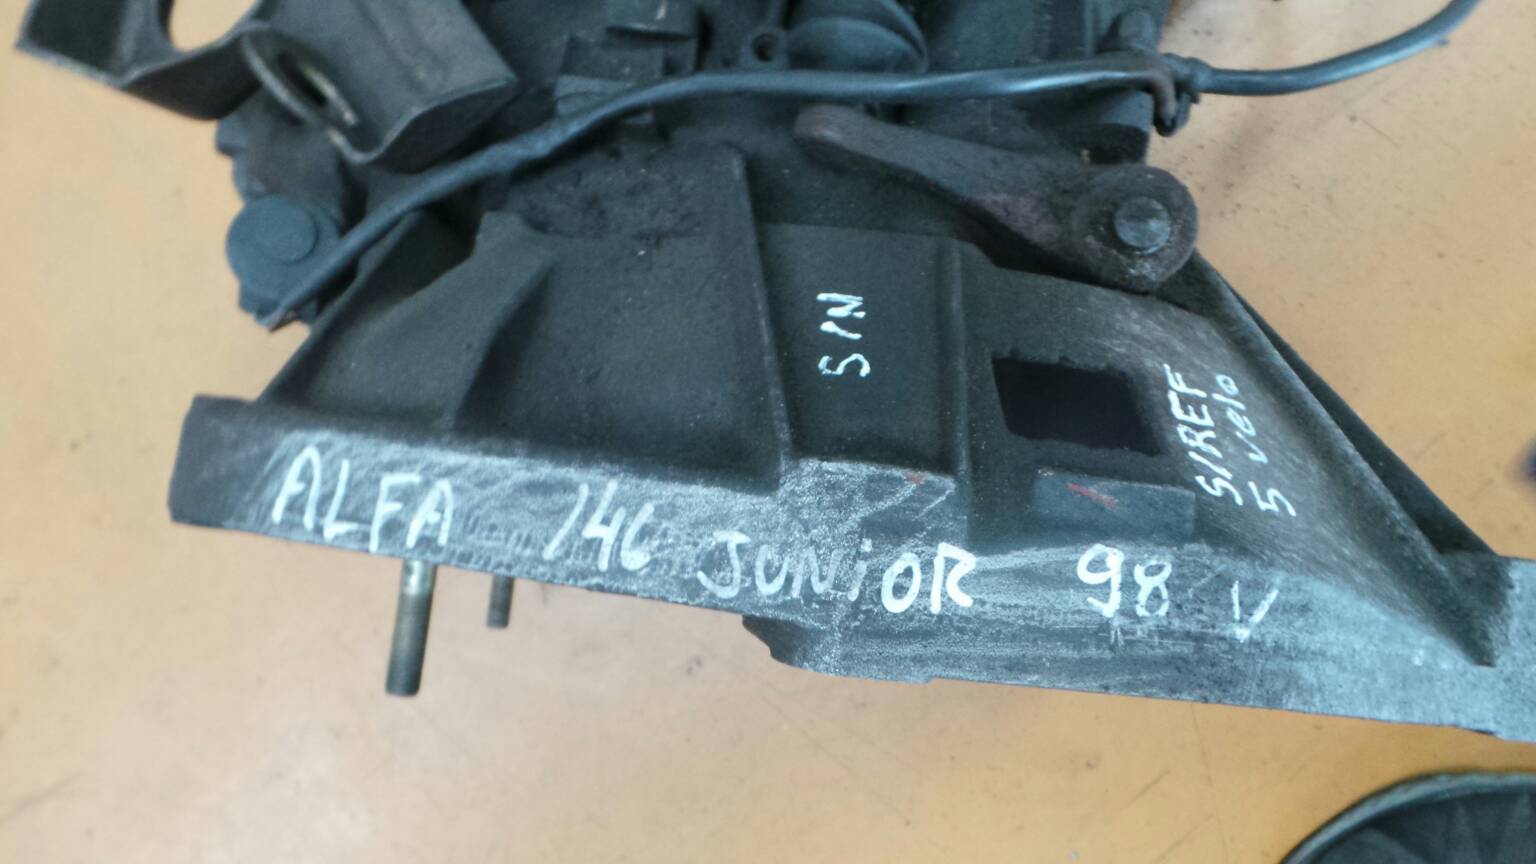 S/N
S/REF
5 Velo
ALFA 146 JUNiOR 98 V